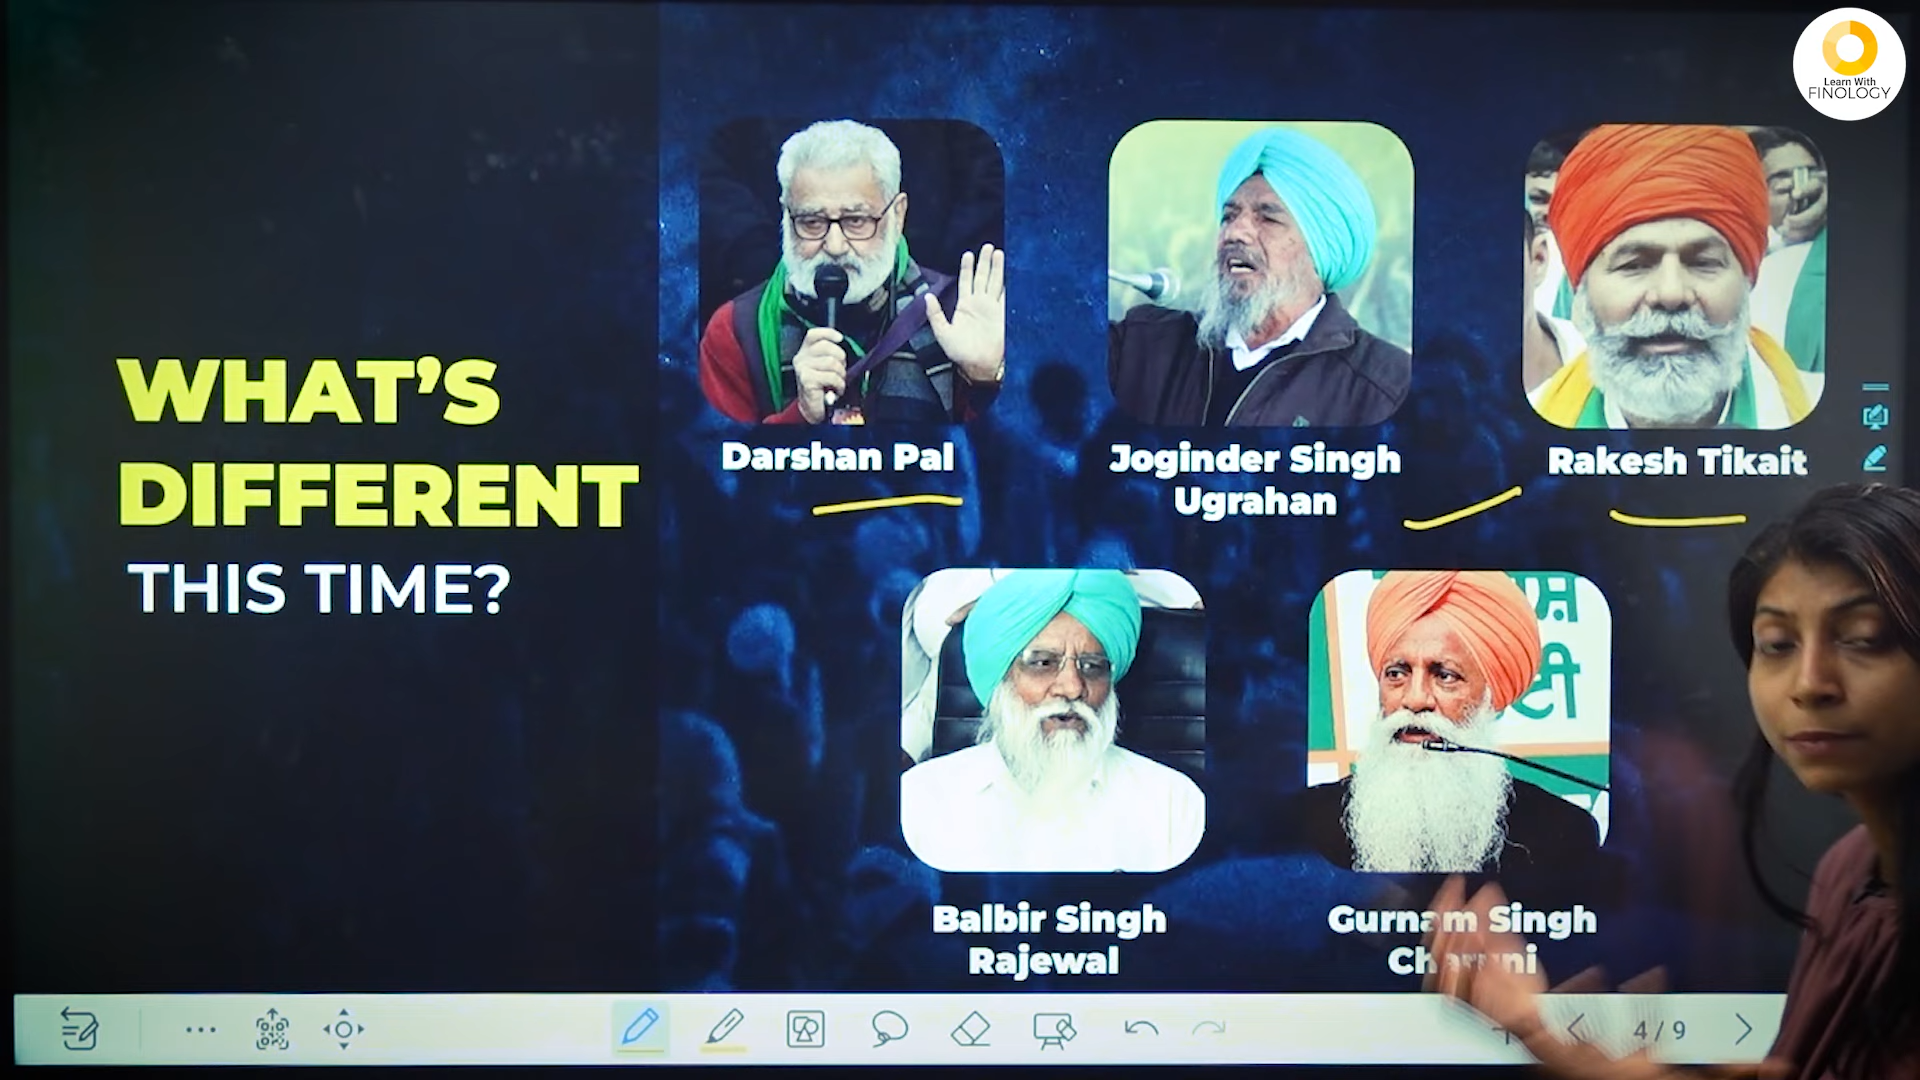 Learn With
FINOLOGY
WHAT'S
DIFFERENT
THIS TIME?
Darshan Pal
Joginder Singh
Ugrahan
Rakesh Tikait
Balbir Singh
Rajewal
Gurnam Singh
4/9